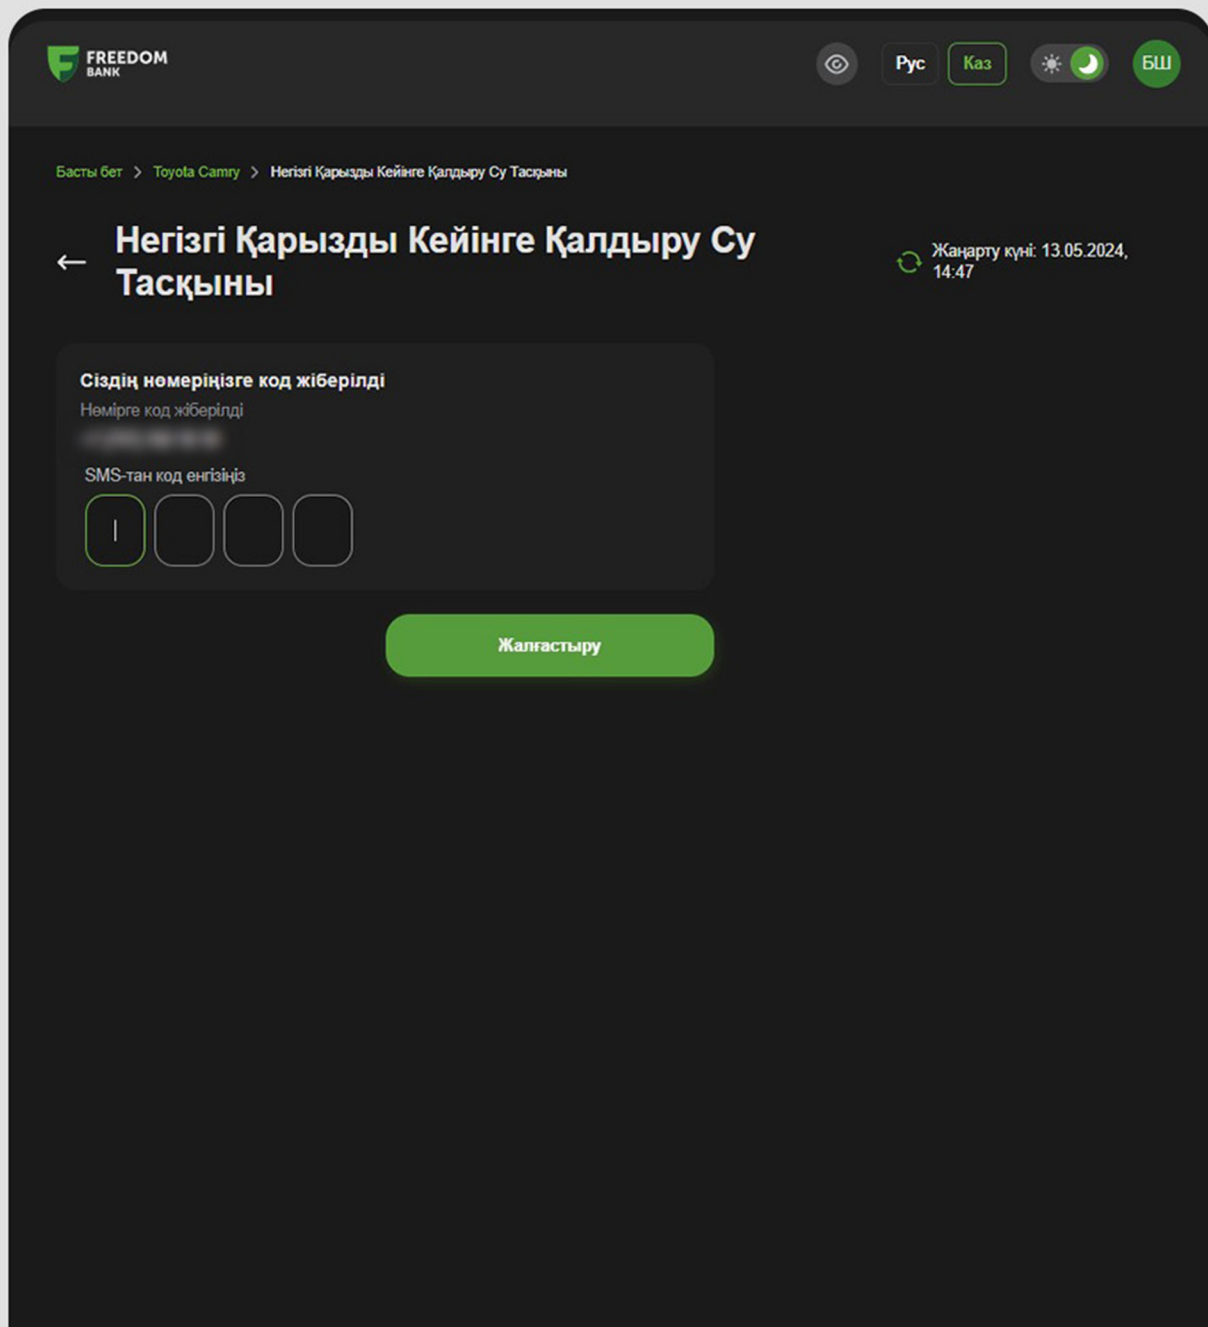 FREEDOM
BANK
Рус
Каз
БШ
Басты бет > Toyota Camry > Негізгі Қарызды Кейінге Қалдыру Су Тасқыны
Негізгі Қарызды Кейінге Қалдыру Су
Тасқыны
Жаңарту күні: 13.05.2024,
14:47
Сіздің нөмеріңізге код жіберілді
Нөмірге код жіберілді
SMS-тан код енгізіңіз
Жалғастыру